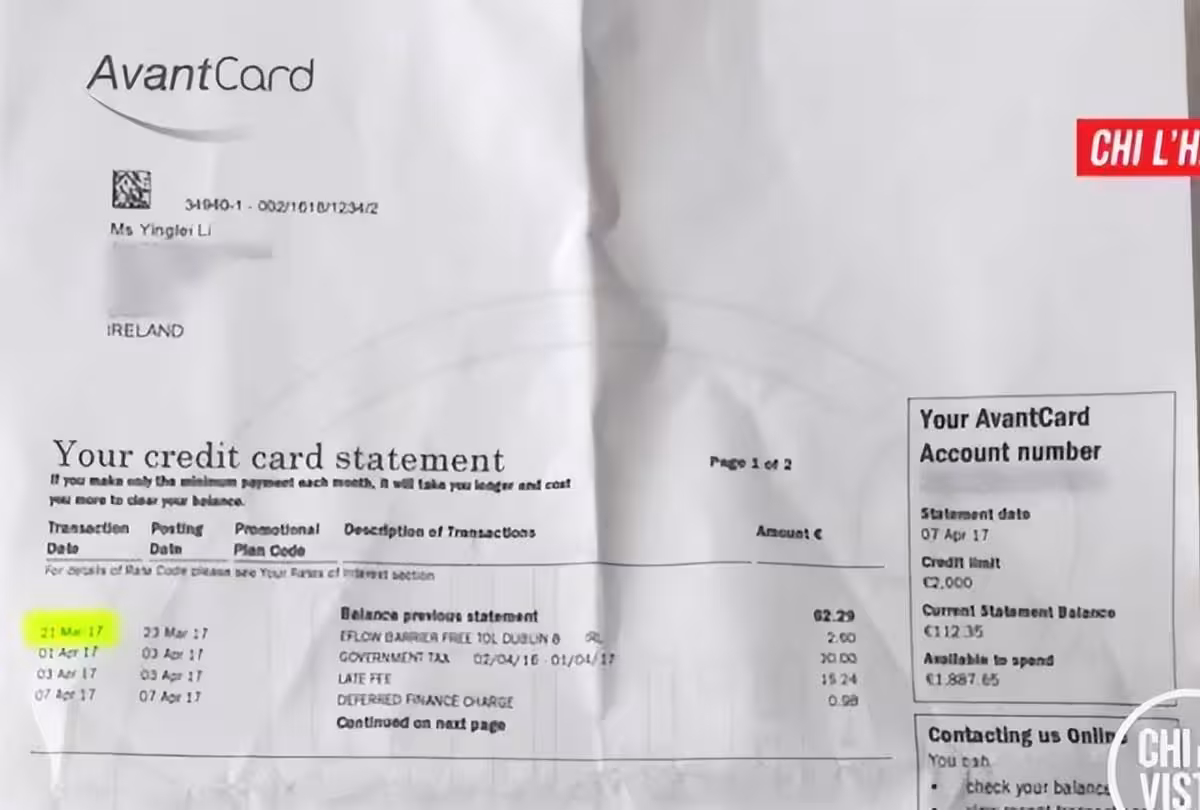 AvantCard
CHI L'H
34940-1 - 002/1018/1234/2
Ms Yinglei Li
IRELAND
Your credit card statement
Page 1 of 2
If you make only the minimum payment each month, it will take you longer and cost
you more to clear your balance.
Transaction Date Posting Date Promotional Plan Code Description of Transactions Amount €
For details of Rate Code please see Your Rates of Interest section
Balance previous statement 62.29
21 Mar 17 23 Mar 17 EFLOW BARRIER FREE TOL DUBLIN 8 2.60
01 Apr 17 03 Apr 17 GOVERNMENT TAX 02/04/16 - 01/04/17 30.00
03 Apr 17 03 Apr 17 LATE FEE 15.24
07 Apr 17 07 Apr 17 DEFERRED FINANCE CHARGE 0.98
Continued on next page
Your AvantCard
Account number
Statement date
07 Apr 17
Credit limit
€2,000
Current Statement Balance
€112.35
Available to spend
€1,887.65
Contacting us Online
You can
• check your balance
CHI
VIST